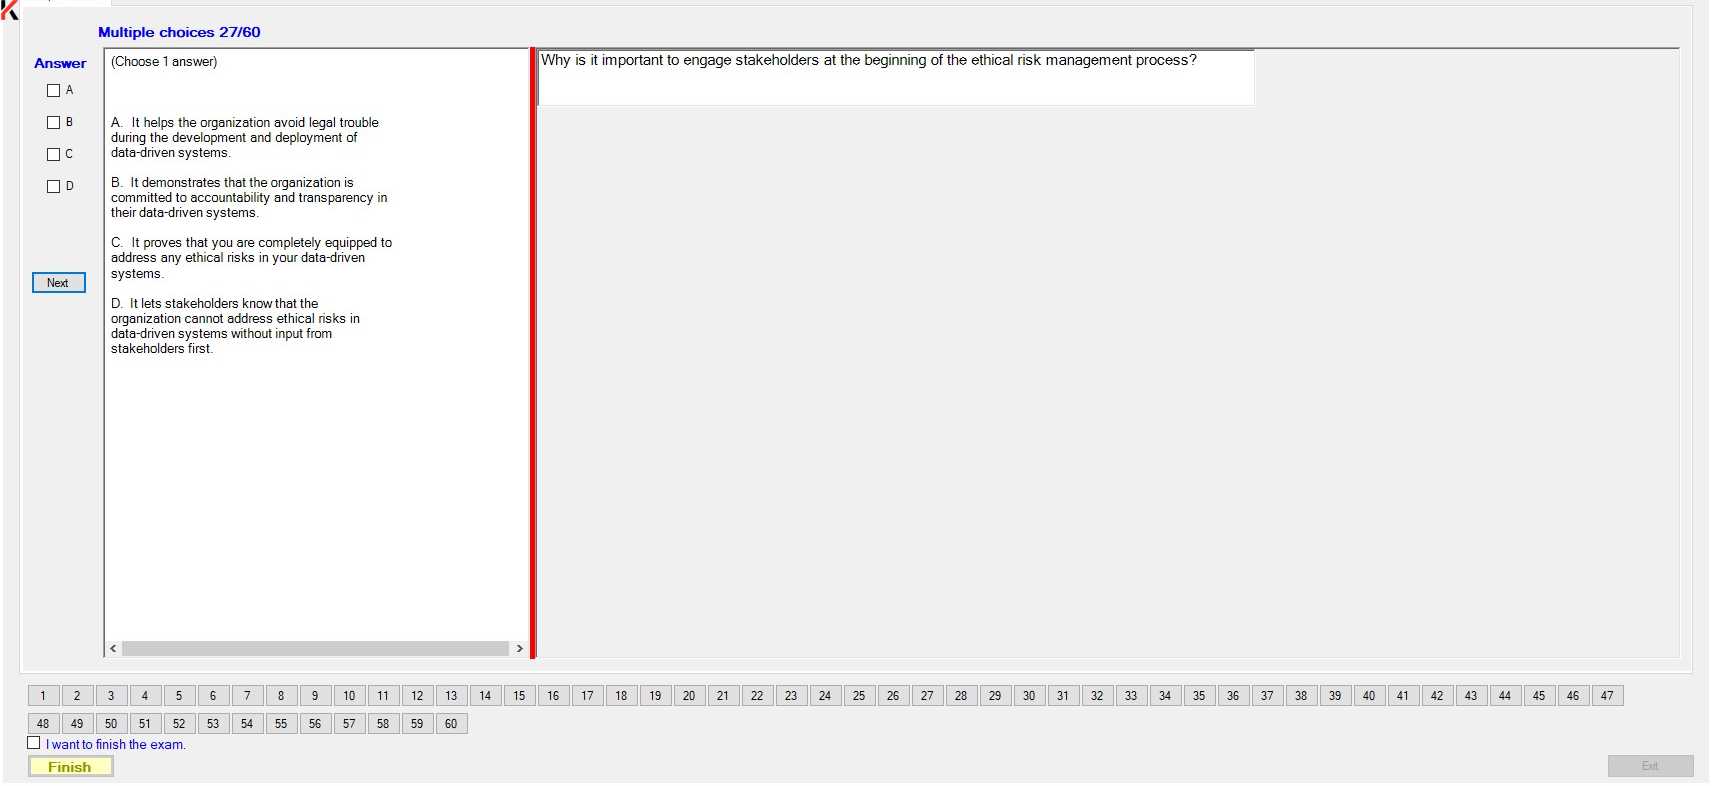 Multiple choices 27/60
Answer
A
B
C
D
Next
(Choose 1 answer)
A. It helps the organization avoid legal trouble
during the development and deployment of
data-driven systems.
B. It demonstrates that the organization is
committed to accountability and transparency in
their data-driven systems.
C. It proves that you are completely equipped to
address any ethical risks in your data-driven
systems.
D. It lets stakeholders know that the
organization cannot address ethical risks in
data-driven systems without input from
stakeholders first.
Why is it important to engage stakeholders at the beginning of the ethical risk management process?
1 2 3 4 5 6 7 8 9 10 11 12 13 14 15 16 17 18 19 20 21 22 23 24 25 26 27 28 29 30 31 32 33 34 35 36 37 38 39 40 41 42 43 44 45 46 47
48 49 50 51 52 53 54 55 56 57 58 59 60
I want to finish the exam.
Finish
Exit